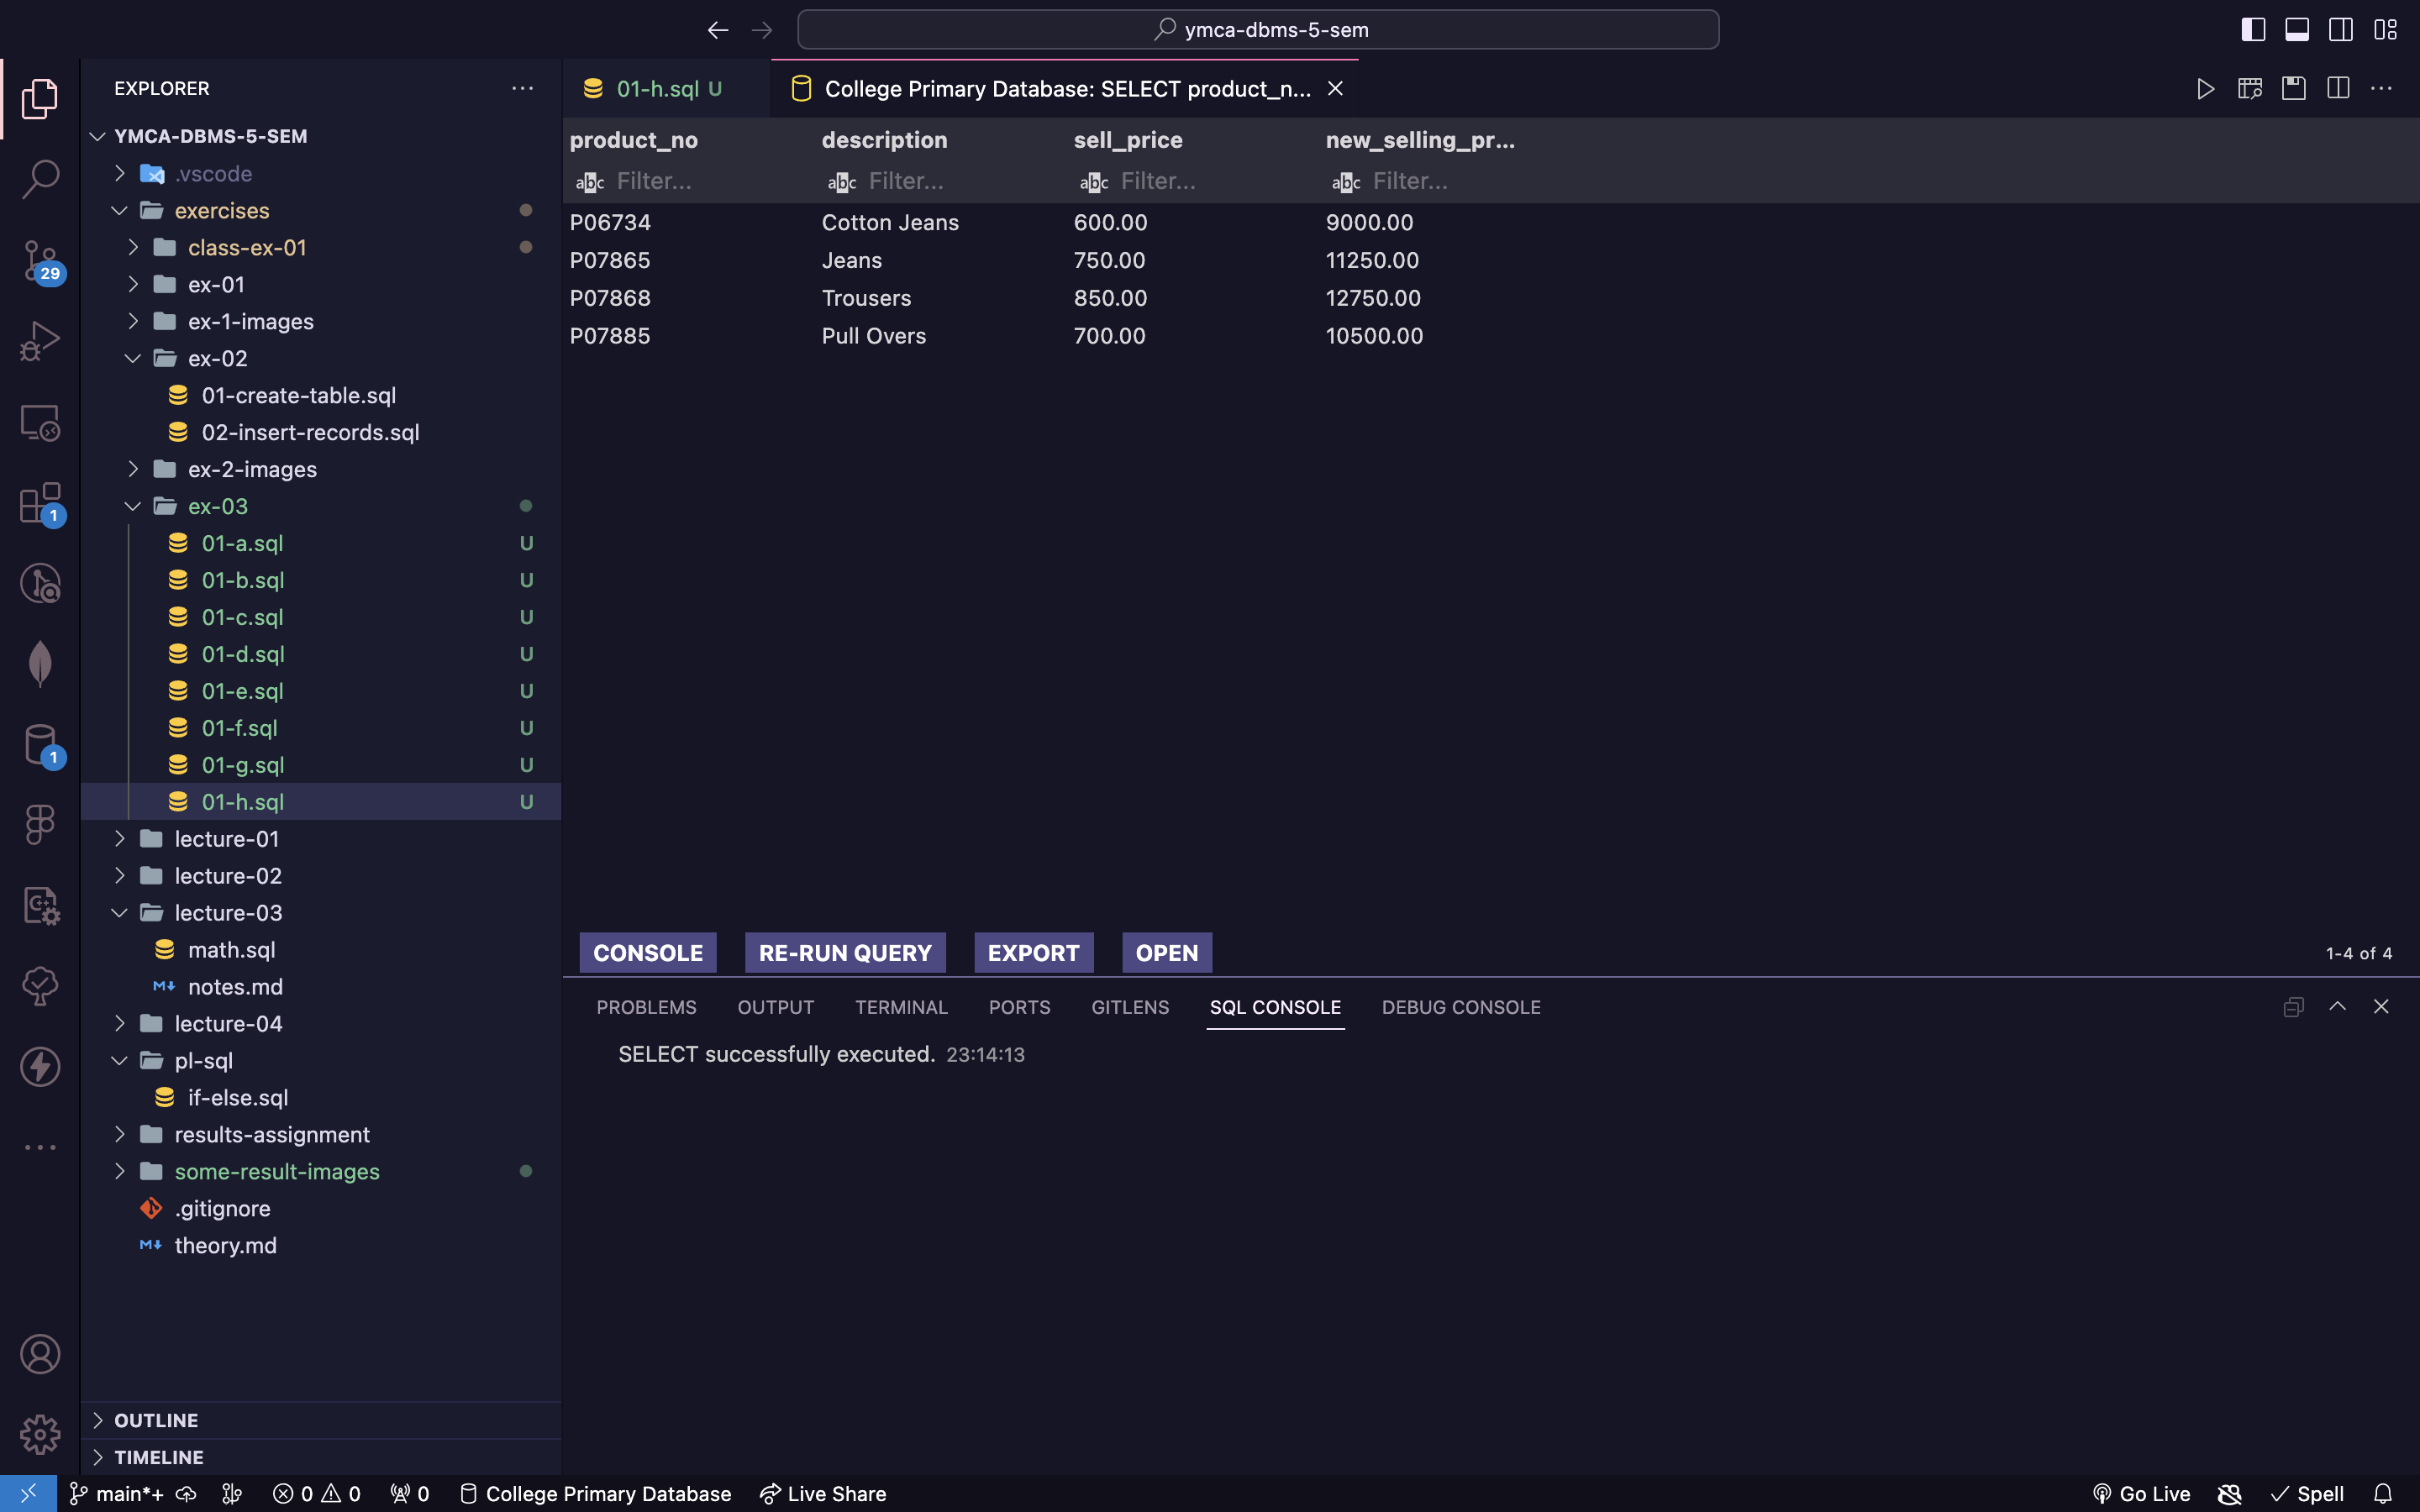 ymca-dbms-5-sem
EXPLORER
YMCA-DBMS-5-SEM
.vscode
exercises
class-ex-01
ex-01
ex-1-images
ex-02
01-create-table.sql
02-insert-records.sql
ex-2-images
ex-03
01-a.sql U
01-b.sql U
01-c.sql U
01-d.sql U
01-e.sql U
01-f.sql U
01-g.sql U
01-h.sql U
lecture-01
lecture-02
lecture-03
math.sql
notes.md
lecture-04
pl-sql
if-else.sql
results-assignment
some-result-images
.gitignore
theory.md
OUTLINE
TIMELINE
29
1
1
01-h.sql U
College Primary Database: SELECT product_n...
product_no description sell_price new_selling_pr...
abc Filter... abc Filter... abc Filter... abc Filter...
P06734 Cotton Jeans 600.00 9000.00
P07865 Jeans 750.00 11250.00
P07868 Trousers 850.00 12750.00
P07885 Pull Overs 700.00 10500.00
CONSOLE RE-RUN QUERY EXPORT OPEN 1-4 of 4
PROBLEMS OUTPUT TERMINAL PORTS GITLENS SQL CONSOLE DEBUG CONSOLE
SELECT successfully executed. 23:14:13
main*+ 0 0 0 College Primary Database Live Share Go Live Spell